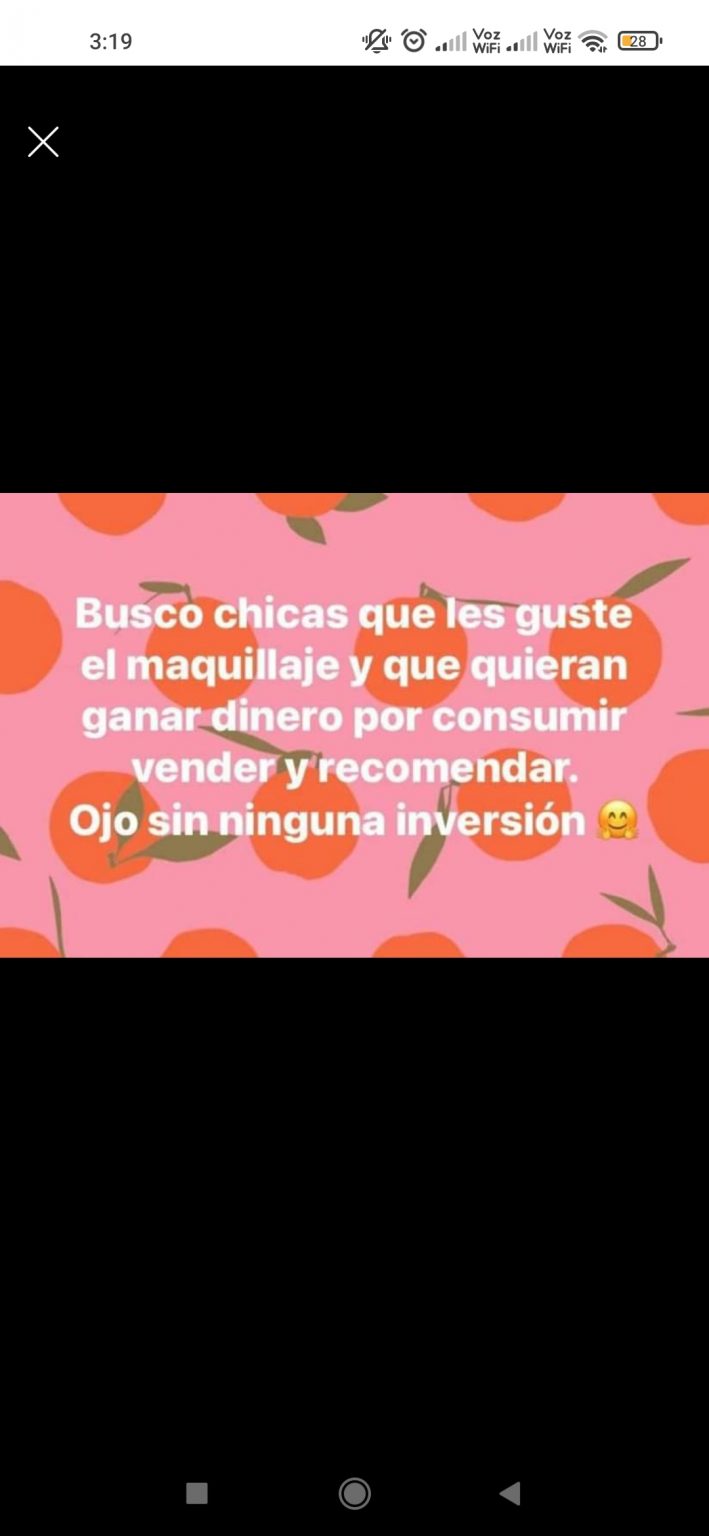 3:19
Voz WiFi Voz WiFi 28
Busco chicas que les guste
el maquillaje y que quieran
ganar dinero por consumir
vender y recomendar.
Ojo sin ninguna inversión 🤗